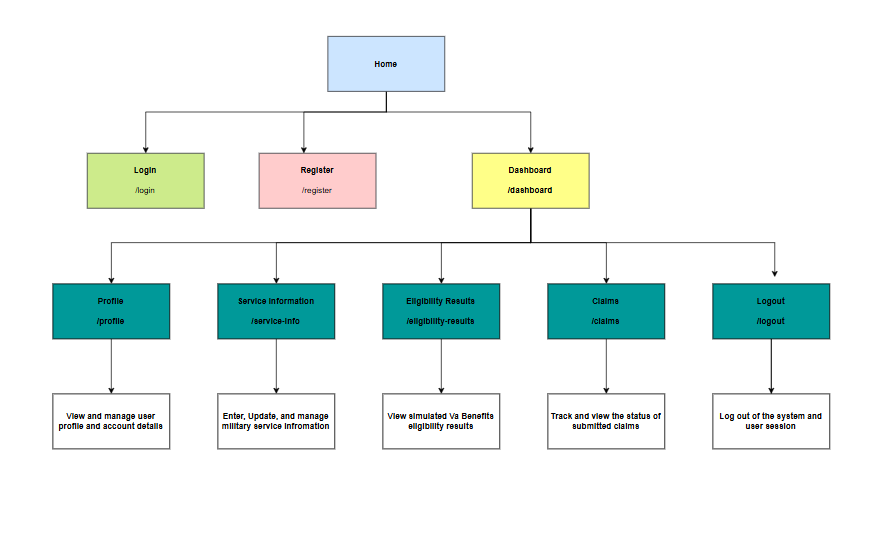 Home
Login
/login
Register
/register
Dashboard
/dashboard
Profile
/profile
Service Information
/service-info
Eligibility Results
/eligibility-results
Claims
/claims
Logout
/logout
View and manage user
profile and account details
Enter, Update, and manage
military service infromation
View simulated Va Benefits
eligibility results
Track and view the status of
submitted claims
Log out of the system and
user session